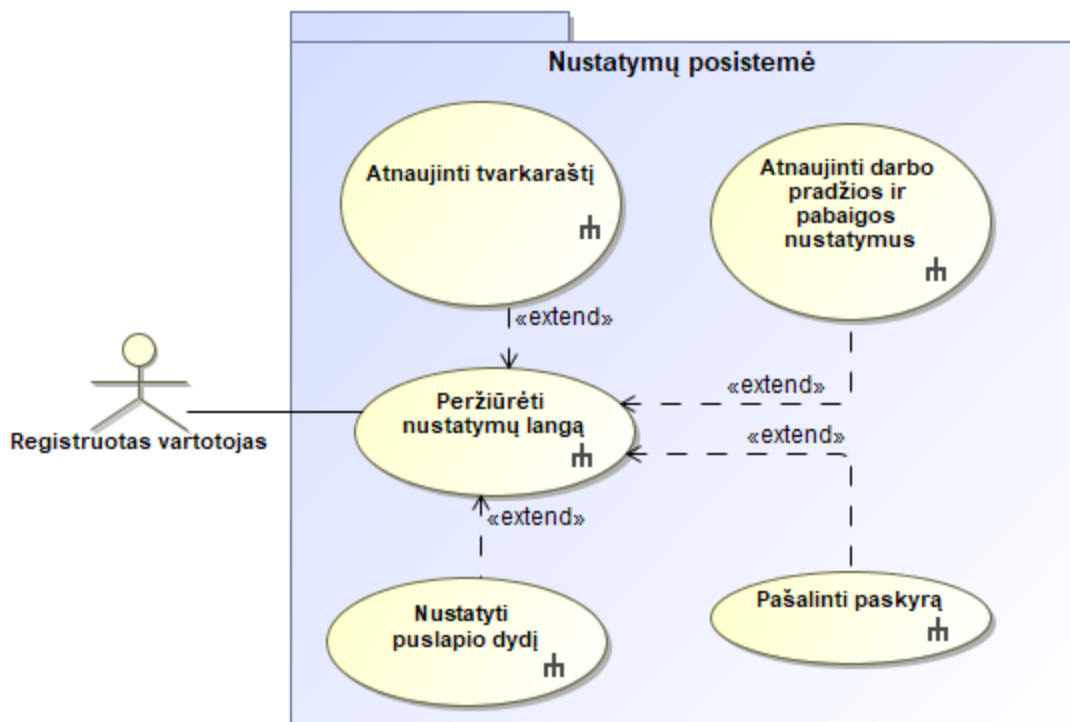 Nustatymų posistemė
Atnaujinti tvarkaraštį
Atnaujinti darbo
pradžios ir
pabaigos
nustatymus
«extend»
«extend»
Peržiūrėti
nustatymų langą
Registruotas vartotojas
«extend»
«extend»
Nustatyti
puslapio dydį
Pašalinti paskyrą